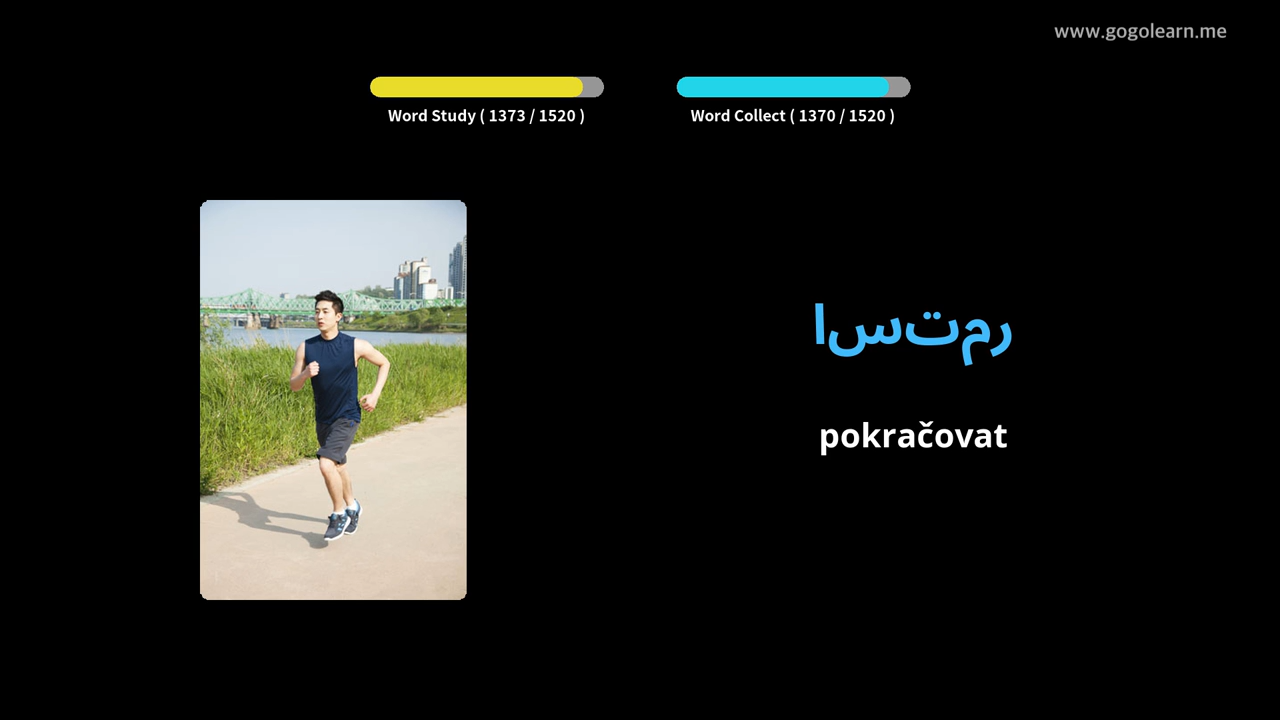 www.gogolearn.me
Word Study ( 1373 / 1520 )
Word Collect ( 1370 / 1520 )
استمر
pokračovat